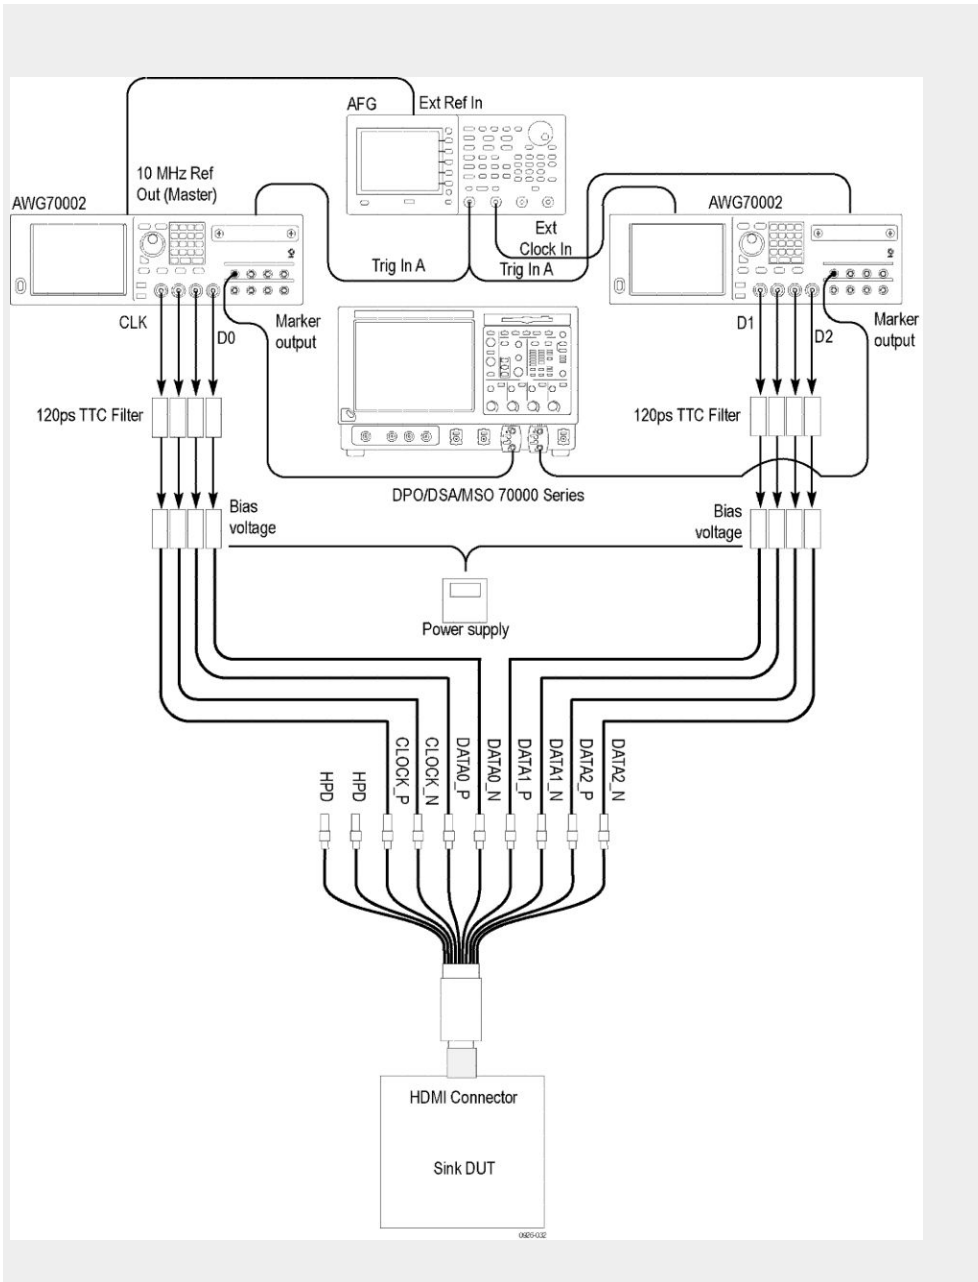 AFG
Ext Ref In
10 MHz Ref
Out (Master)
AWG70002
AWG70002
Ext
Clock In
Trig In A
Trig In A
CLK
D0
Marker
output
D1
D2
Marker
output
120ps TTC Filter
120ps TTC Filter
DPO/DSA/MSO 70000 Series
Bias
voltage
Bias
voltage
Power supply
HPD
HPD
CLOCK_P
CLOCK_N
DATA0_P
DATA0_N
DATA1_P
DATA1_N
DATA2_P
DATA2_N
HDMI Connector
Sink DUT
0926-032